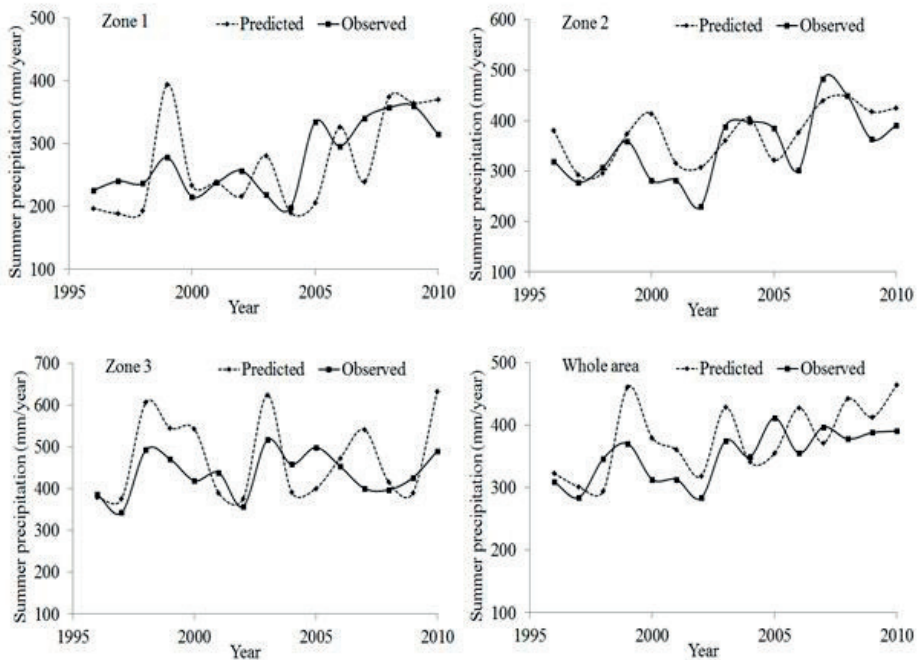 Zone 1
Predicted Observed
Summer precipitation (mm/year)
500
400
300
200
100
1995 2000 2005 2010
Year
Zone 2
Predicted Observed
Summer precipitation (mm/year)
600
500
400
300
200
100
1995 2000 2005 2010
Year
Zone 3
Predicted Observed
Summer precipitation (mm/year)
700
600
500
400
300
200
100
1995 2000 2005 2010
Year
Whole area
Predicted Observed
Summer precipitation (mm/year)
500
400
300
200
100
1995 2000 2005 2010
Year